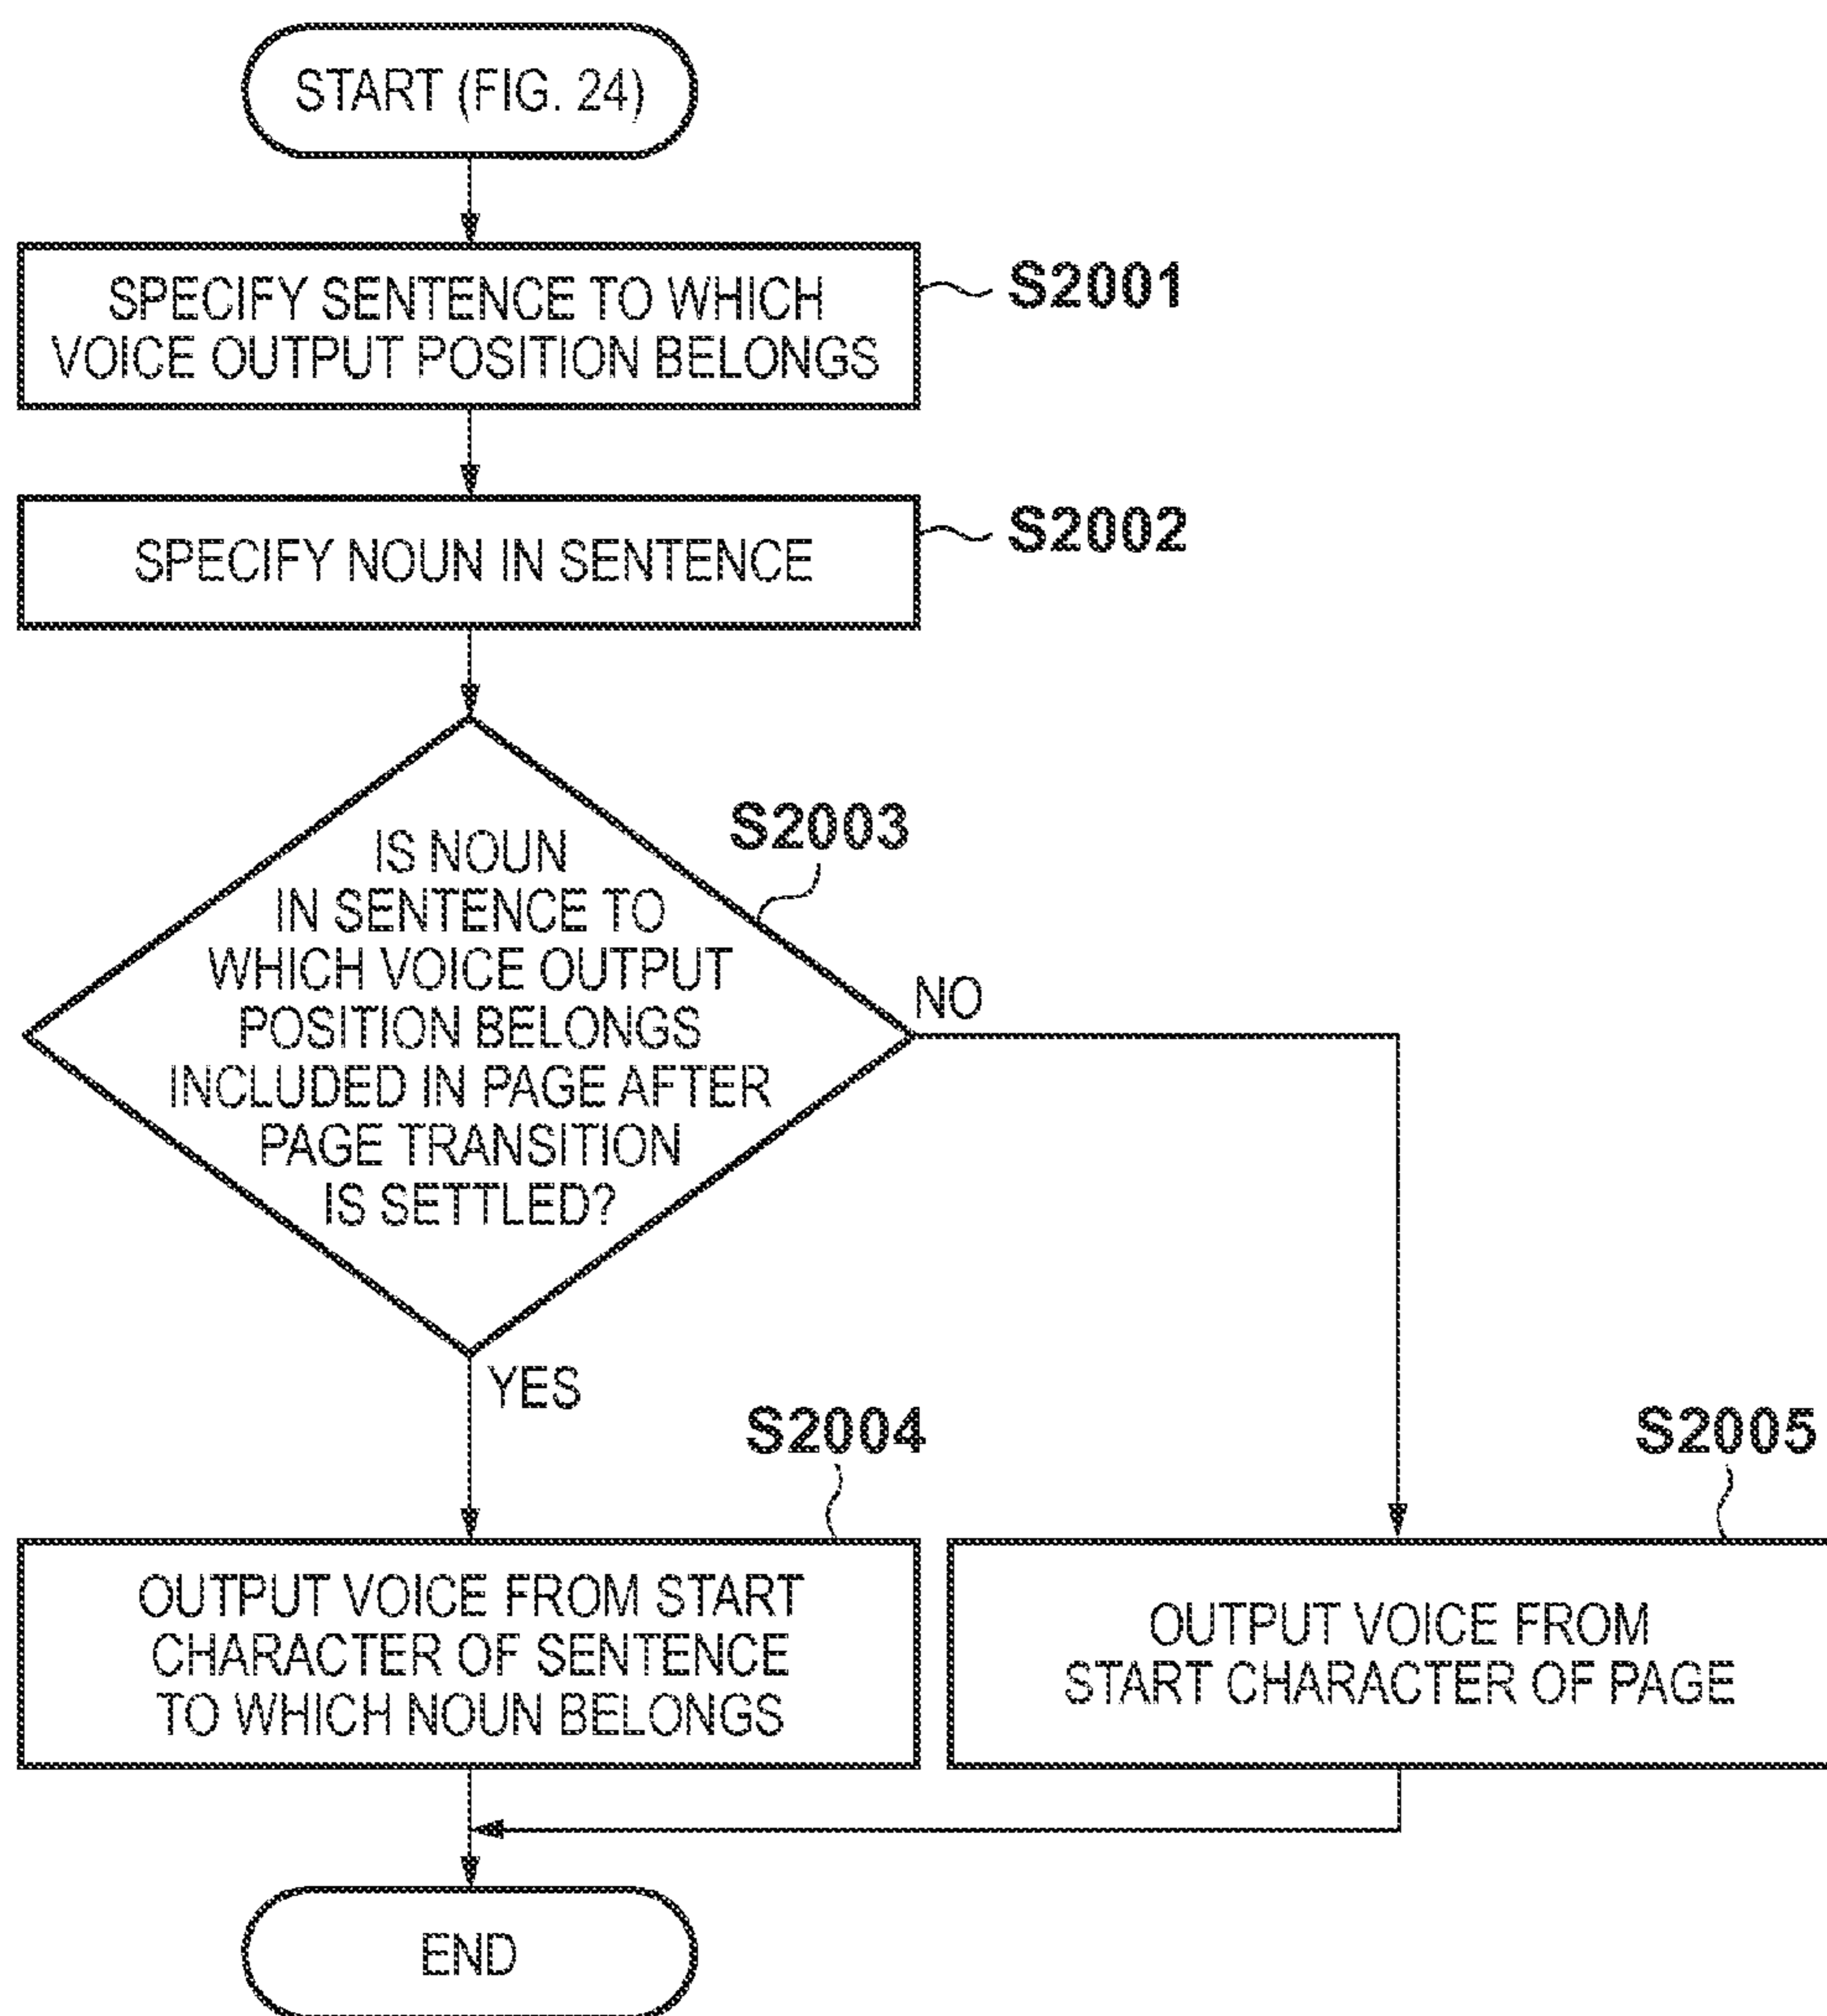 START (FIG. 24)
SPECIFY SENTENCE TO WHICH
VOICE OUTPUT POSITION BELONGS
S2001
SPECIFY NOUN IN SENTENCE
S2002
IS NOUN
IN SENTENCE TO
WHICH VOICE OUTPUT
POSITION BELONGS
INCLUDED IN PAGE AFTER
PAGE TRANSITION
IS SETTLED?
S2003
NO
YES
S2004
OUTPUT VOICE FROM START
CHARACTER OF SENTENCE
TO WHICH NOUN BELONGS
S2005
OUTPUT VOICE FROM
START CHARACTER OF PAGE
END